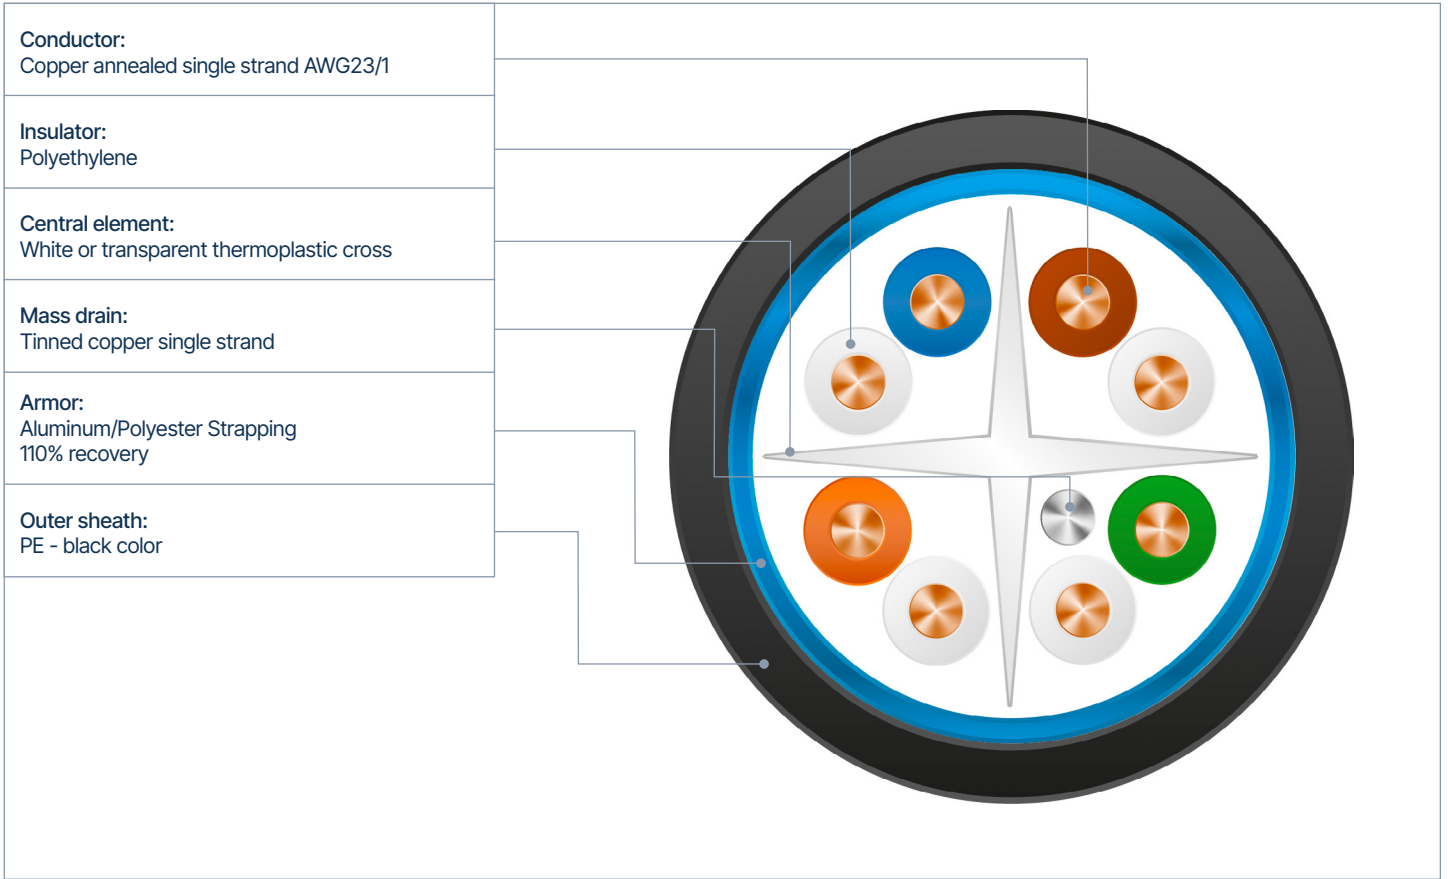 Conductor:
Copper annealed single strand AWG23/1
Insulator:
Polyethylene
Central element:
White or transparent thermoplastic cross
Mass drain:
Tinned copper single strand
Armor:
Aluminum/Polyester Strapping
110% recovery
Outer sheath:
PE - black color